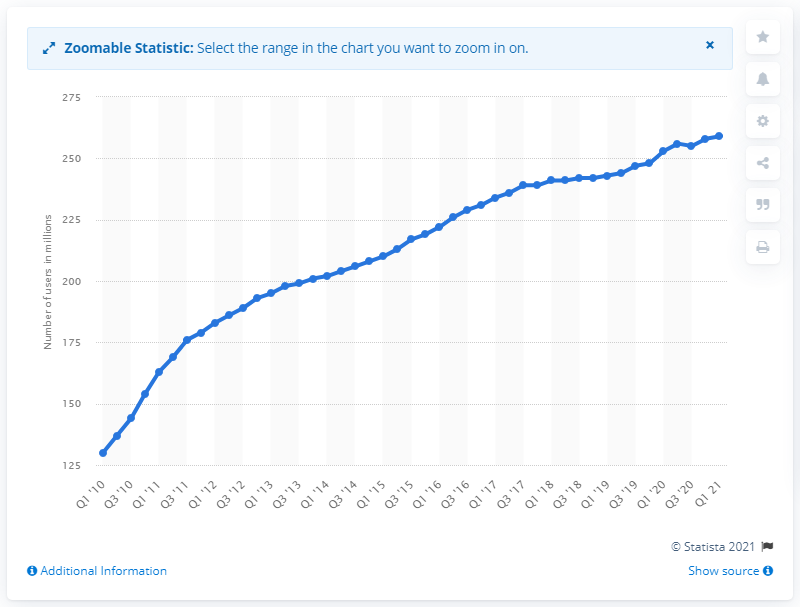 Zoomable Statistic: Select the range in the chart you want to zoom in on.
275
250
225
200
175
150
125
Number of users in millions
Q1 '10
Q3 '10
Q1 '11
Q3 '11
Q1 '12
Q3 '12
Q1 '13
Q3 '13
Q1 '14
Q3 '14
Q1 '15
Q3 '15
Q1 '16
Q3 '16
Q1 '17
Q3 '17
Q1 '18
Q3 '18
Q1 '19
Q3 '19
Q1 '20
Q3 '20
Q1 '21
© Statista 2021
Additional Information
Show source